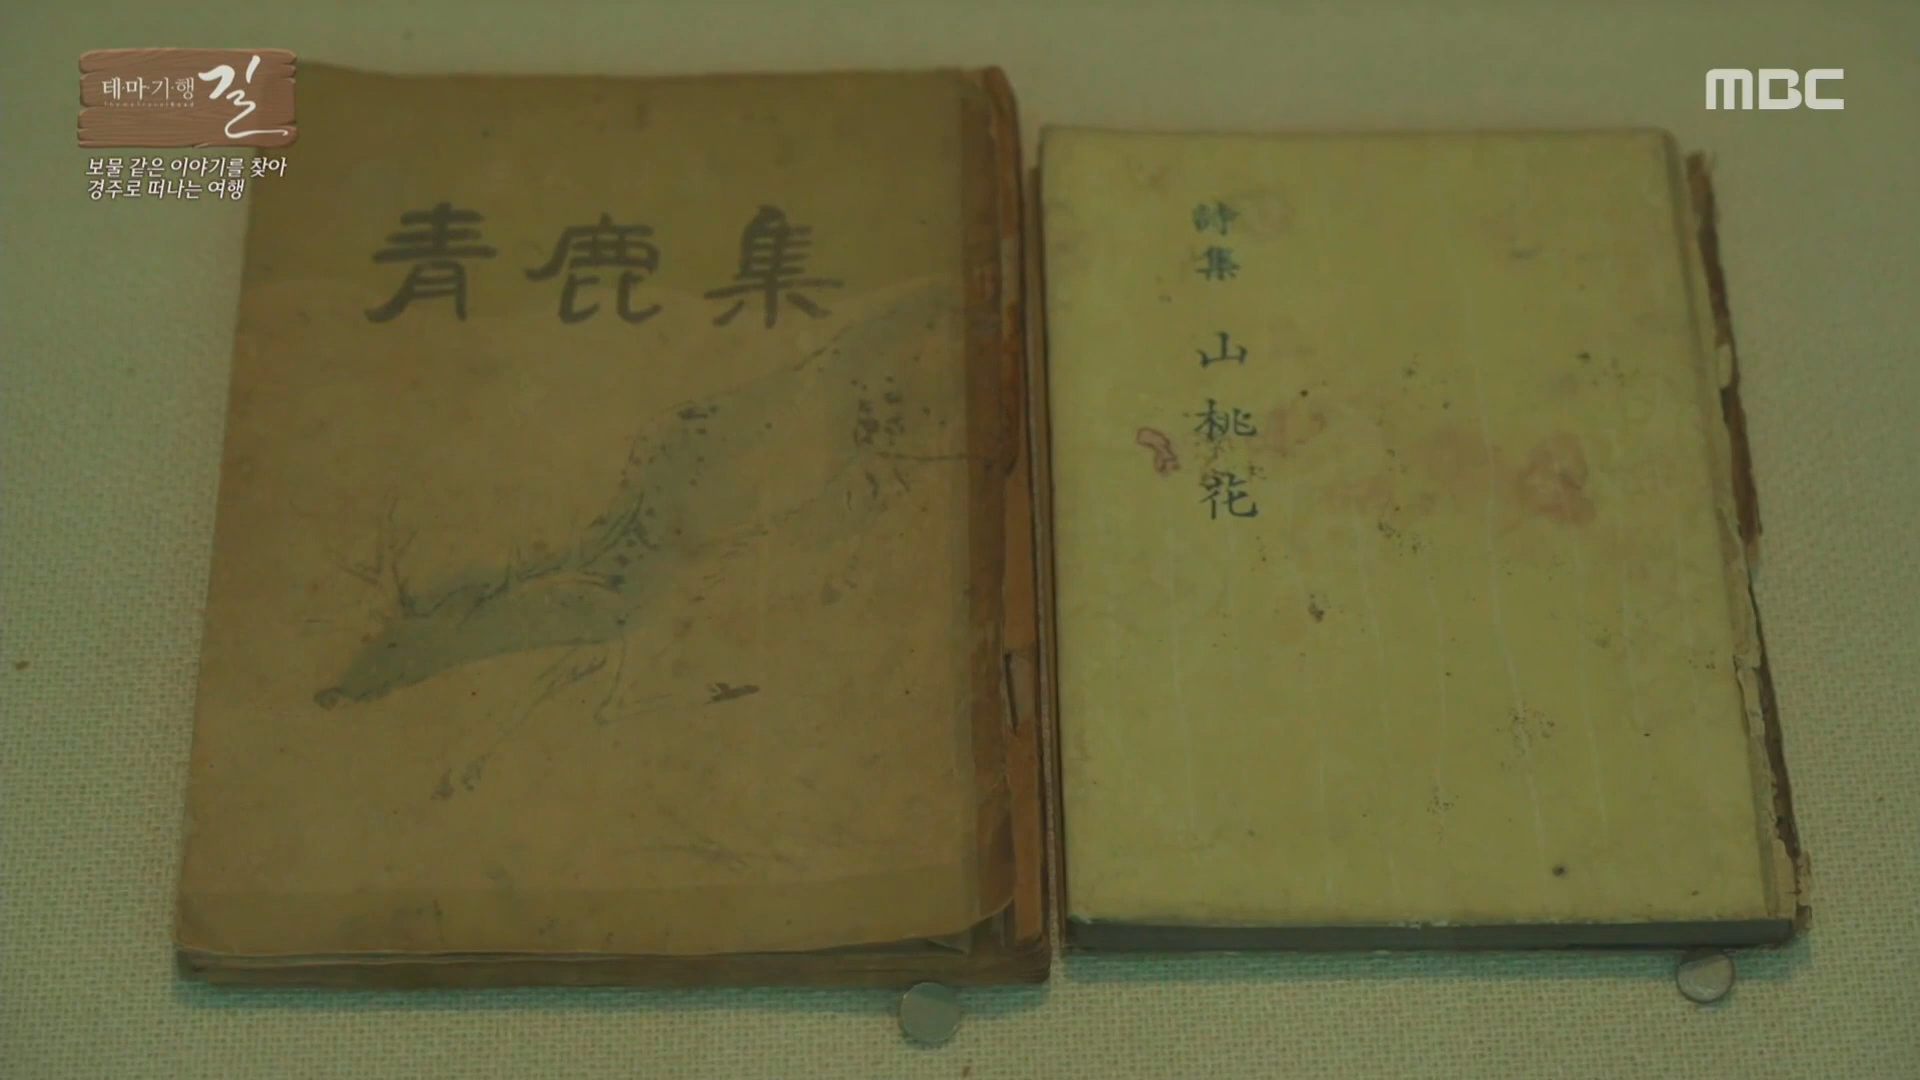 테·마·기·행 길
보물 같은 이야기를 찾아
경주로 떠나는 여행
MBC
青鹿集
詩集 山桃花